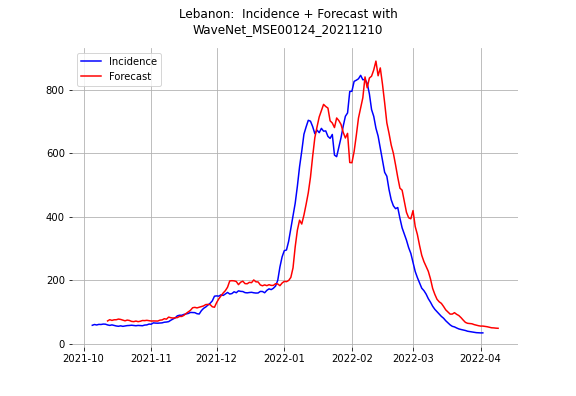 Lebanon:  Incidence + Forecast with
WaveNet_MSE00124_20211210
Incidence
Forecast
800
600
400
200
0
2021-10 2021-11 2021-12 2022-01 2022-02 2022-03 2022-04